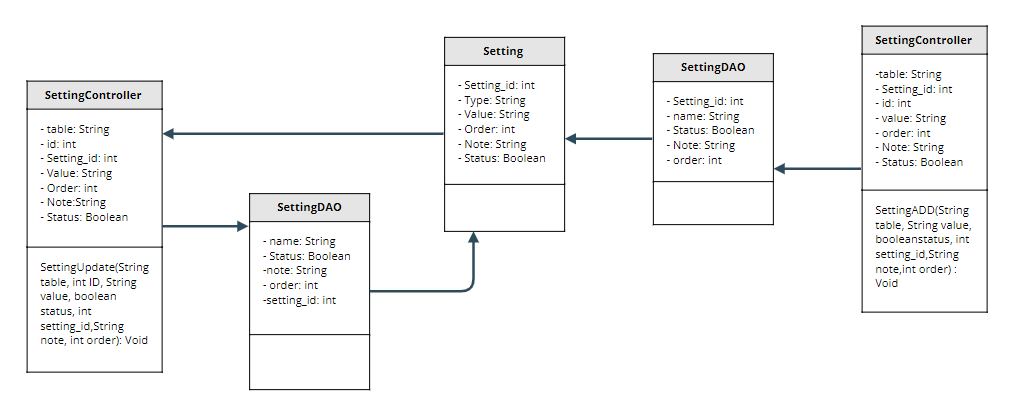 SettingController
- table: String
- id: int
- Setting_id: int
- Value: String
- Order: int
- Note:String
- Status: Boolean
SettingUpdate(String
table, int ID, String
value, boolean
status, int
setting_id,String
note, int order): Void
SettingDAO
- name: String
- Status: Boolean
-note: String
- order: int
-setting_id: int
Setting
- Setting_id: int
- Type: String
- Value: String
- Order: int
- Note: String
- Status: Boolean
SettingDAO
- Setting_id: int
- name: String
- Status: Boolean
- Note: String
- order: int
SettingController
-table: String
- Setting_id: int
- id: int
- value: String
- order: int
- Note: String
- Status: Boolean
SettingADD(String
table, String value,
booleanstatus, int
setting_id,String
note,int order) :
Void